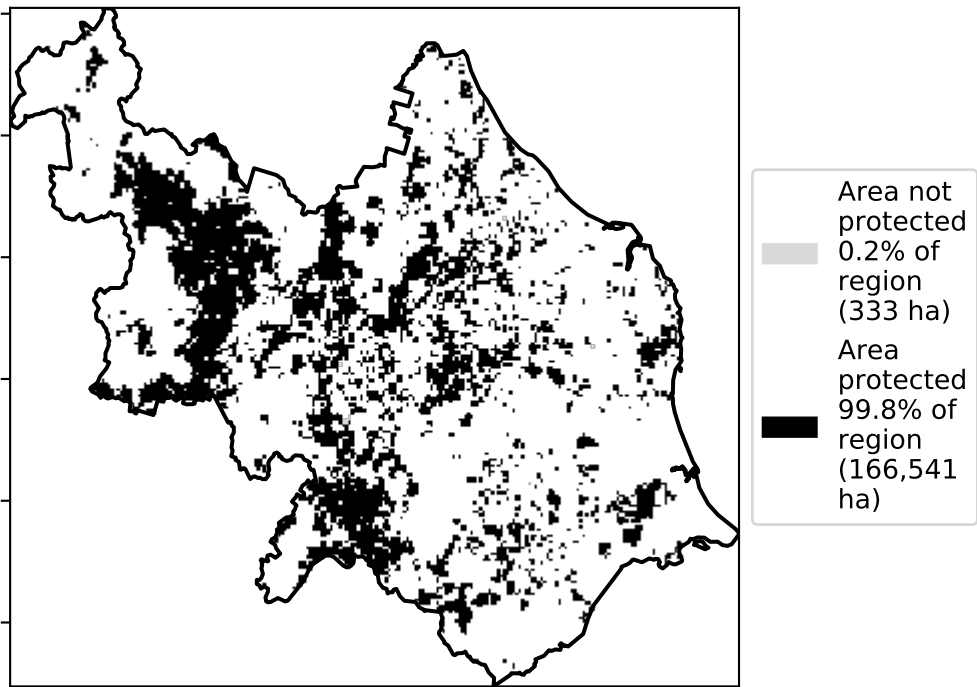 Area not
protected
0.2% of
region
(333 ha)
Area
protected
99.8% of
region
(166,541
ha)